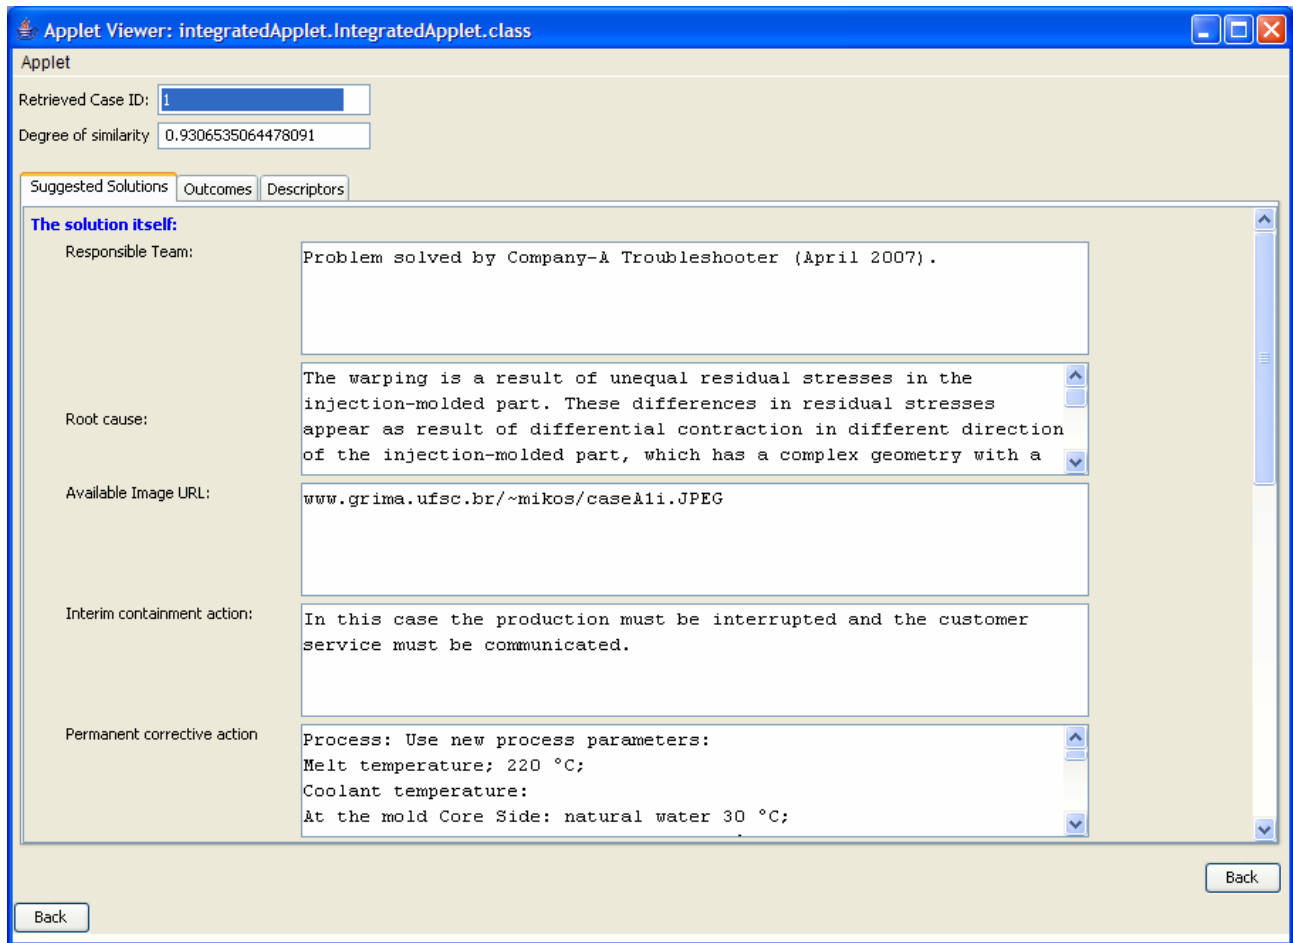 Applet Viewer: integratedApplet.IntegratedApplet.class
Applet
Retrieved Case ID: 1
Degree of similarity 0.9306535064478091
Suggested Solutions Outcomes Descriptors
The solution itself:
Responsible Team:
Problem solved by Company-A Troubleshooter (April 2007).
Root cause:
The warping is a result of unequal residual stresses in the
injection-molded part. These differences in residual stresses
appear as result of differential contraction in different direction
of the injection-molded part, which has a complex geometry with a
Available Image URL:
www.grima.ufsc.br/~mikos/caseA1i.JPEG
Interim containment action:
In this case the production must be interrupted and the customer
service must be communicated.
Permanent corrective action
Process: Use new process parameters:
Melt temperature; 220 °C;
Coolant temperature:
At the mold Core Side: natural water 30 °C;
Back
Back